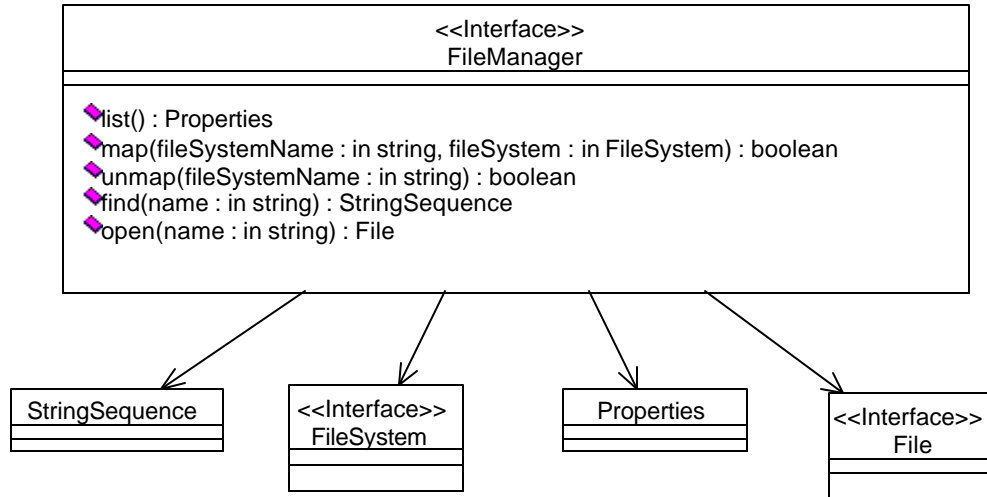 <<Interface>>
FileManager
list() : Properties
map(fileSystemName : in string, fileSystem : in FileSystem) : boolean
unmap(fileSystemName : in string) : boolean
find(name : in string) : StringSequence
open(name : in string) : File
StringSequence
<<Interface>>
FileSystem
Properties
<<Interface>>
File